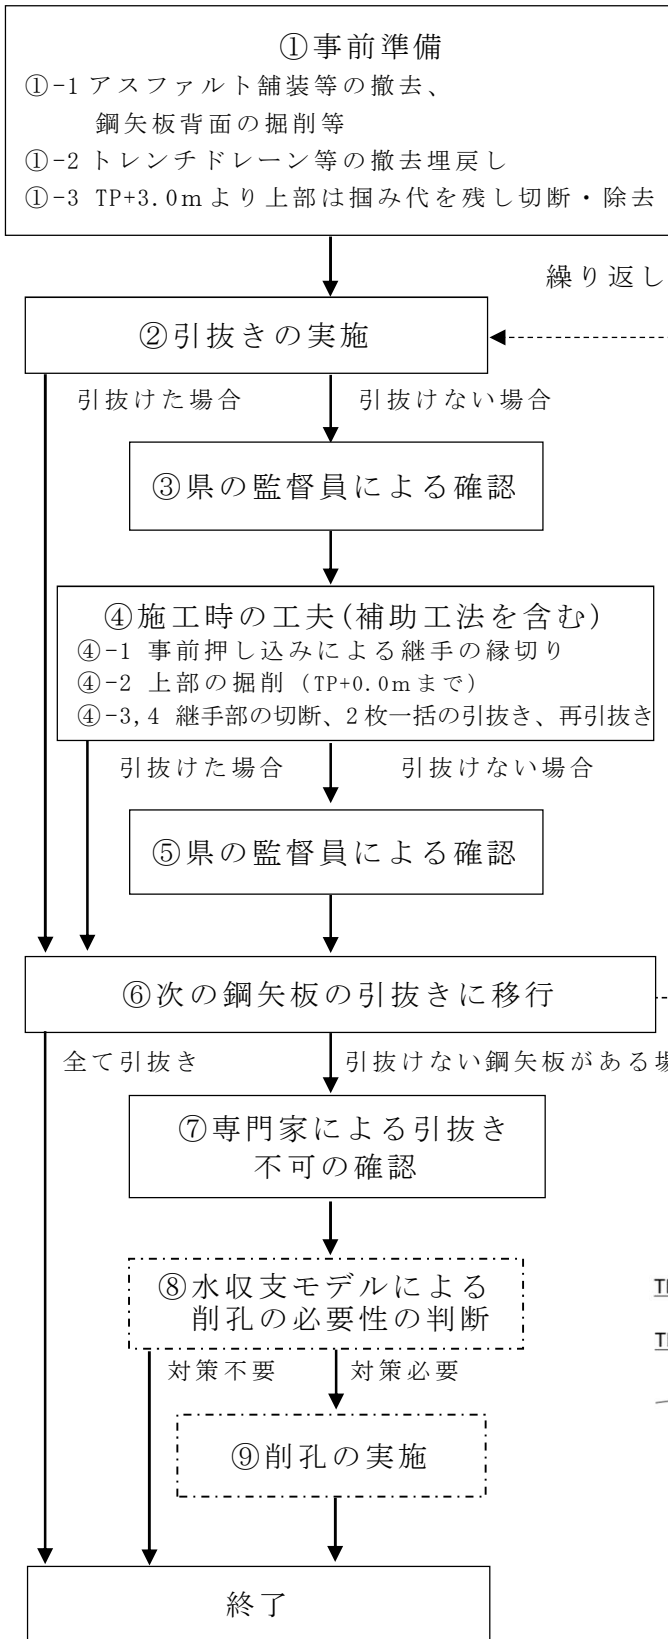 ①事前準備
①-1 アスファルト舗装等の撤去、
鋼矢板背面の掘削等
①-2 トレンチドレーン等の撤去埋戻し
①-3 TP+3.0mより上部は掴み代を残し切断・除去
繰り返し
②引抜きの実施
引抜けた場合 引抜けない場合
③県の監督員による確認
④施工時の工夫(補助工法を含む)
④-1 事前押し込みによる継手の縁切り
④-2 上部の掘削（TP+0.0mまで）
④-3,4 継手部の切断、2枚一括の引抜き、再引抜き
引抜けた場合 引抜けない場合
⑤県の監督員による確認
⑥次の鋼矢板の引抜きに移行
全て引抜き 引抜けない鋼矢板がある場
⑦専門家による引抜き
不可の確認
⑧水収支モデルによる
削孔の必要性の判断
対策不要 対策必要
⑨削孔の実施
終了